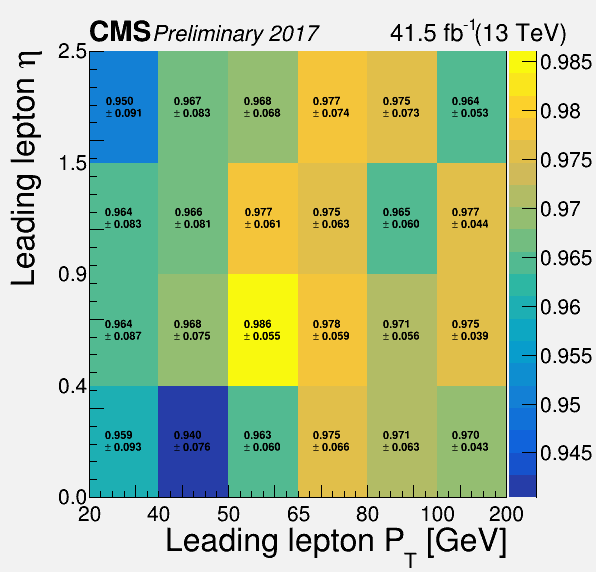 CMS Preliminary 2017 41.5 fb⁻¹(13 TeV)
Leading lepton η
2.5
1.5
0.9
0.4
0.0
0.950 0.967 0.968 0.977 0.975 0.964
± 0.091 ± 0.083 ± 0.068 ± 0.074 ± 0.073 ± 0.053
0.964 0.966 0.977 0.975 0.965 0.977
± 0.083 ± 0.081 ± 0.061 ± 0.063 ± 0.060 ± 0.044
0.964 0.968 0.986 0.978 0.971 0.975
± 0.087 ± 0.075 ± 0.055 ± 0.059 ± 0.056 ± 0.039
0.959 0.940 0.963 0.975 0.971 0.970
± 0.093 ± 0.076 ± 0.060 ± 0.066 ± 0.063 ± 0.043
20 40 50 65 80 100 200
Leading lepton P_T [GeV]
0.985
0.98
0.975
0.97
0.965
0.96
0.955
0.95
0.945